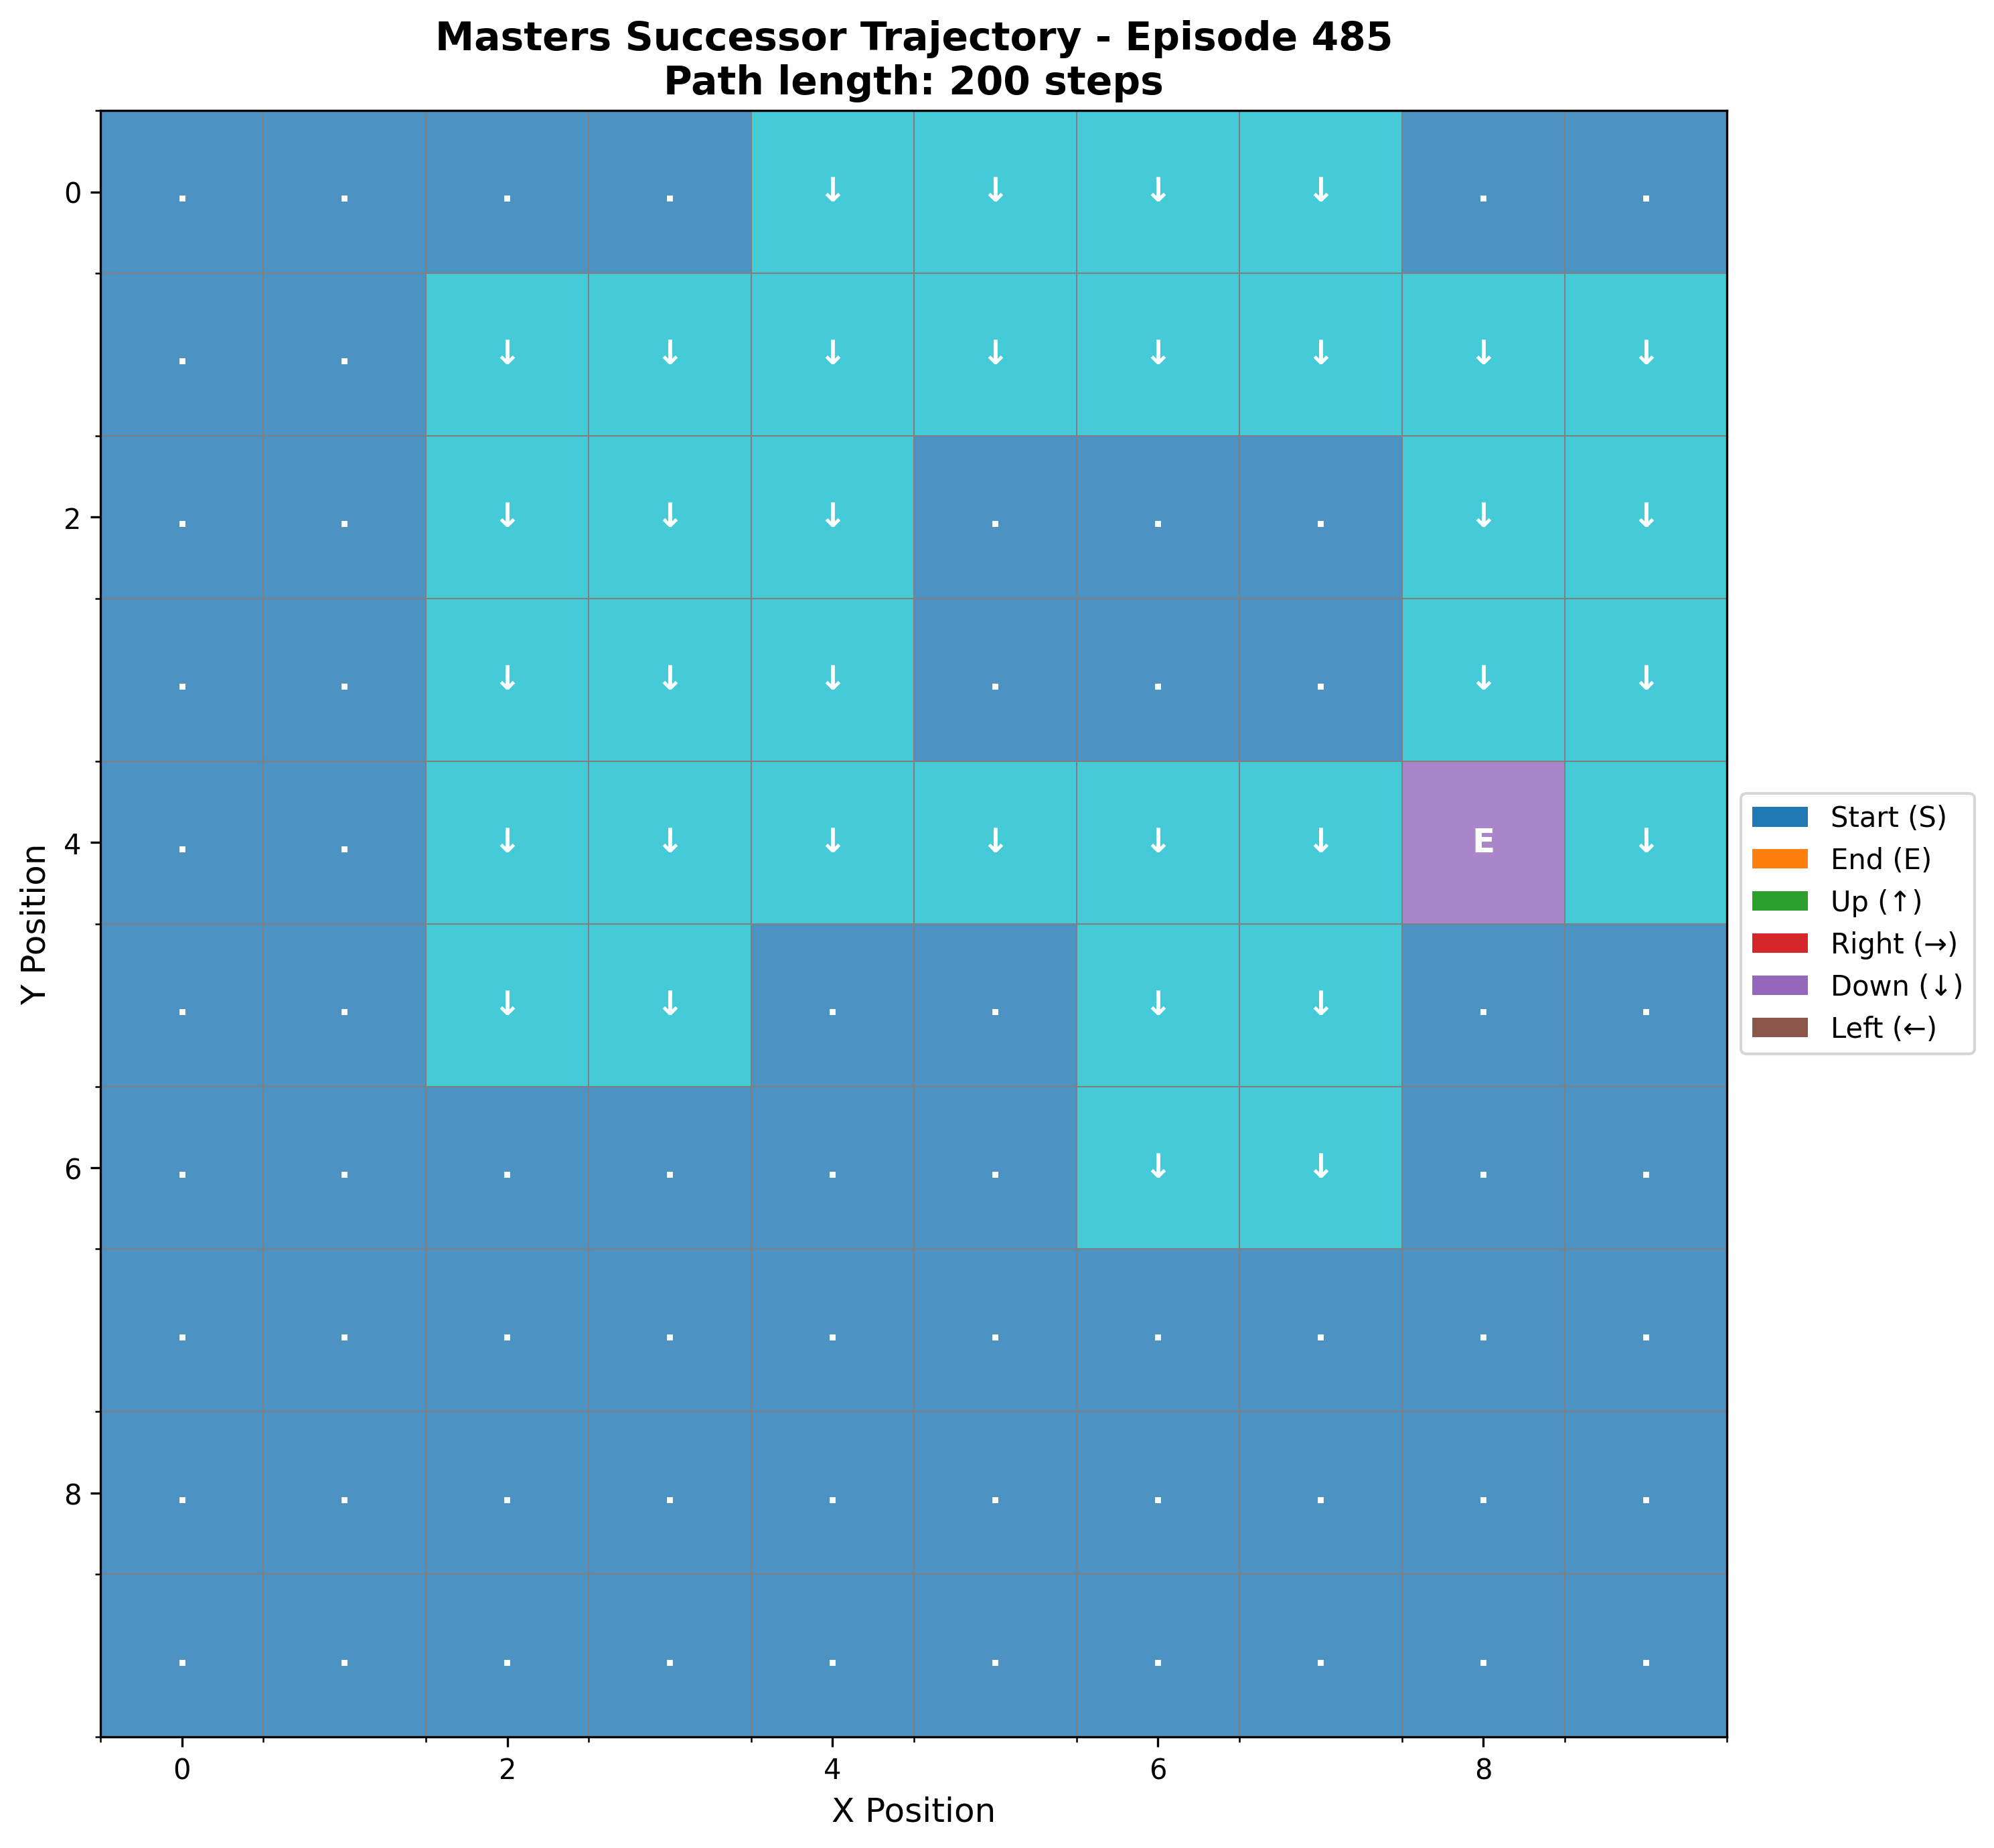 Masters Successor Trajectory - Episode 485
Path length: 200 steps
0 . . . . ↓ ↓ ↓ ↓ . .
. . ↓ ↓ ↓ ↓ ↓ ↓ ↓ ↓
2 . . ↓ ↓ ↓ . . . ↓ ↓
. . ↓ ↓ ↓ . . . ↓ ↓
4 . . ↓ ↓ ↓ ↓ ↓ ↓ E ↓
. . ↓ ↓ . . ↓ ↓ . .
6 . . . . . . ↓ ↓ . .
. . . . . . . . . .
8 . . . . . . . . . .
. . . . . . . . . .
0 2 4 6 8
X Position
Y Position
Start (S)
End (E)
Up (↑)
Right (→)
Down (↓)
Left (←)